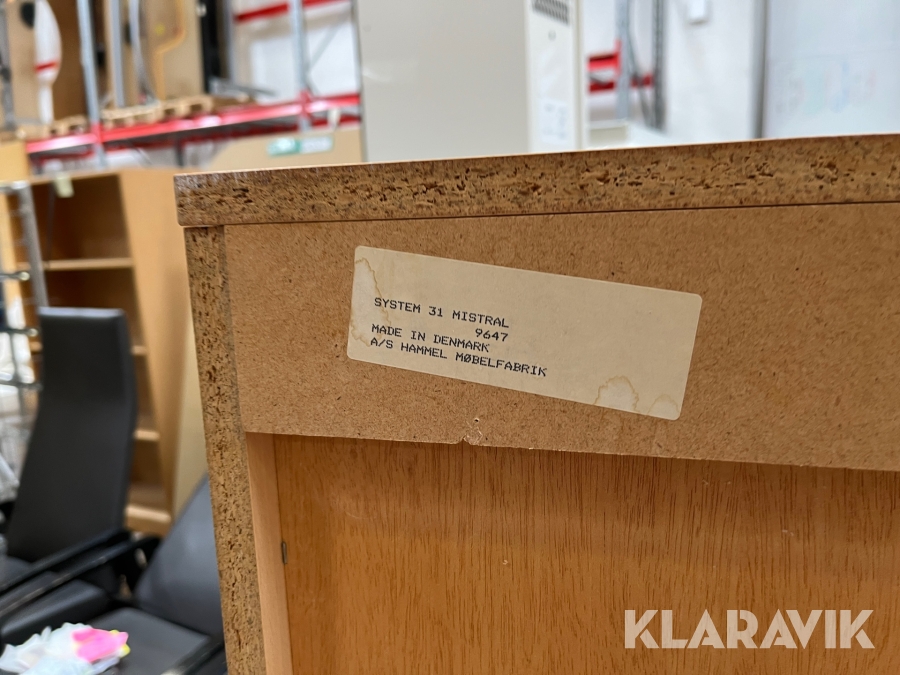 SYSTEM 31 MISTRAL
9647
MADE IN DENMARK
A/S HAMMEL MØBELFABRIK
KLARAVIK